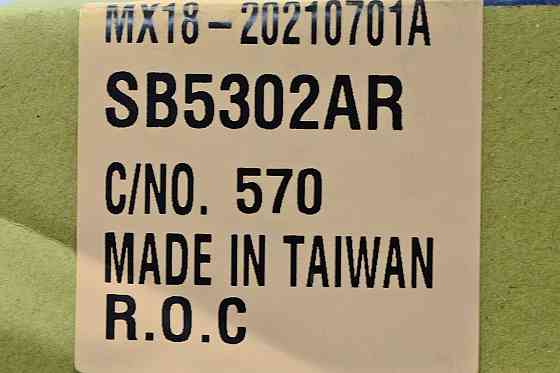 MX18-20210701A
SB5302AR
C/NO. 570
MADE IN TAIWAN
R.O.C